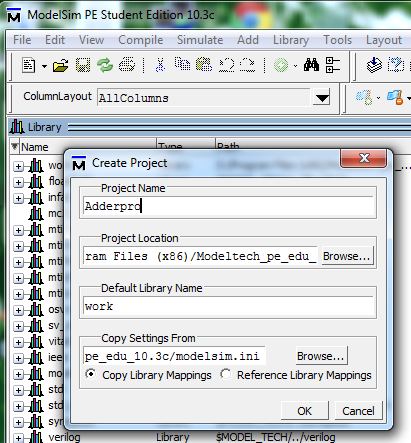 ModelSim PE Student Edition 10.3c
File Edit View Compile Simulate Add Library Tools Layout
ColumnLayout AllColumns
Library
Name Type Path
Create Project
Project Name
Adderpro
Project Location
ram Files (x86)/Modeltech_pe_edu_ Browse...
Default Library Name
work
Copy Settings From
pe_edu_10.3c/modelsim.ini Browse...
Copy Library Mappings Reference Library Mappings
OK Cancel
wo
floa
infa
mc
mti
mti
mti
mti
osv
sv_
vita
iee
mo
std
std
syn
verilog Library $MODEL_TECH/../verilog